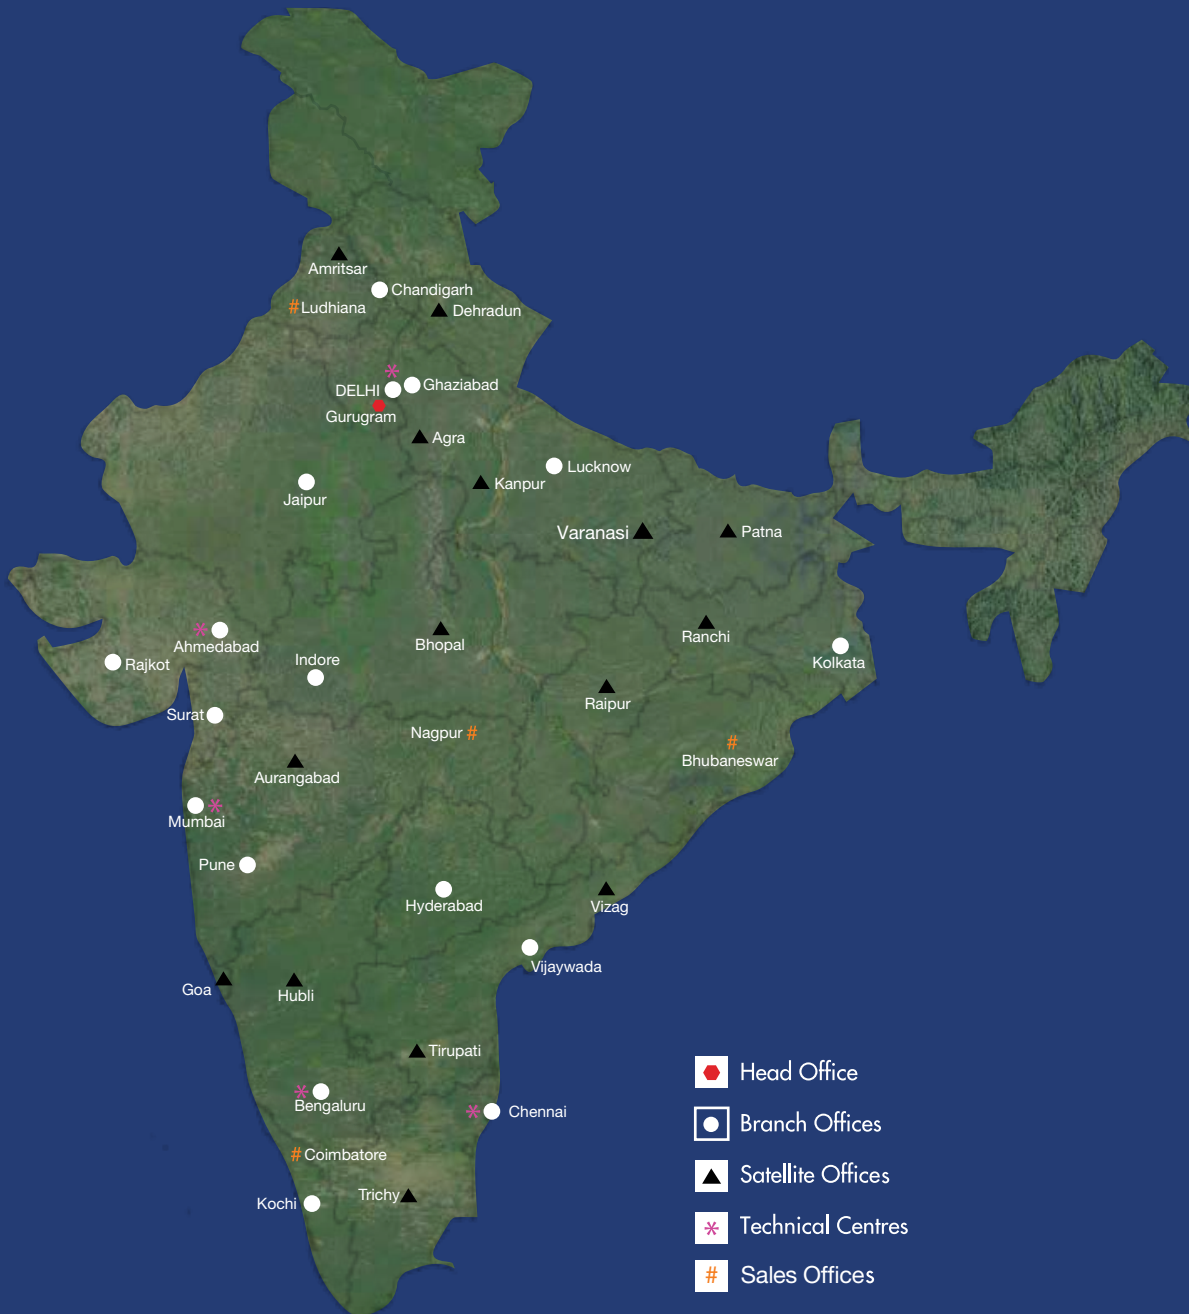 Amritsar
Chandigarh
#Ludhiana
Dehradun
Ghaziabad
DELHI
Gurugram
Agra
Lucknow
Kanpur
Jaipur
Varanasi
Patna
Ranchi
Ahmedabad
Bhopal
Indore
Kolkata
Rajkot
Raipur
Surat
Nagpur #
#
Bhubaneswar
Aurangabad
Mumbai
Pune
Hyderabad
Vizag
Vijaywada
Goa
Hubli
Tirupati
Bengaluru
Chennai
#Coimbatore
Trichy
Kochi
Head Office
Branch Offices
Satellite Offices
* Technical Centres
# Sales Offices